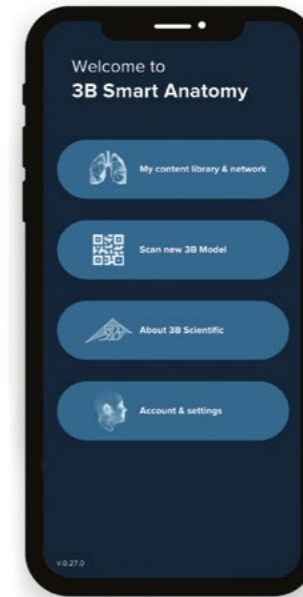 Welcome to
3B Smart Anatomy
My content library & network
Scan new 3B Model
About 3B Scientific
Account & settings
v.0.27.0